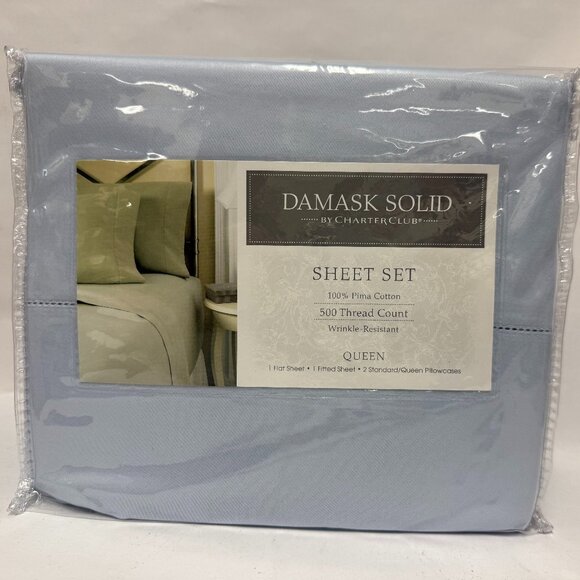 DAMASK SOLID
BY CHARTER CLUB®
SHEET SET
100% Pima Cotton
500 Thread Count
Wrinkle-Resistant
QUEEN
1 Flat Sheet • 1 Fitted Sheet • 2 Standard/Queen Pillowcases